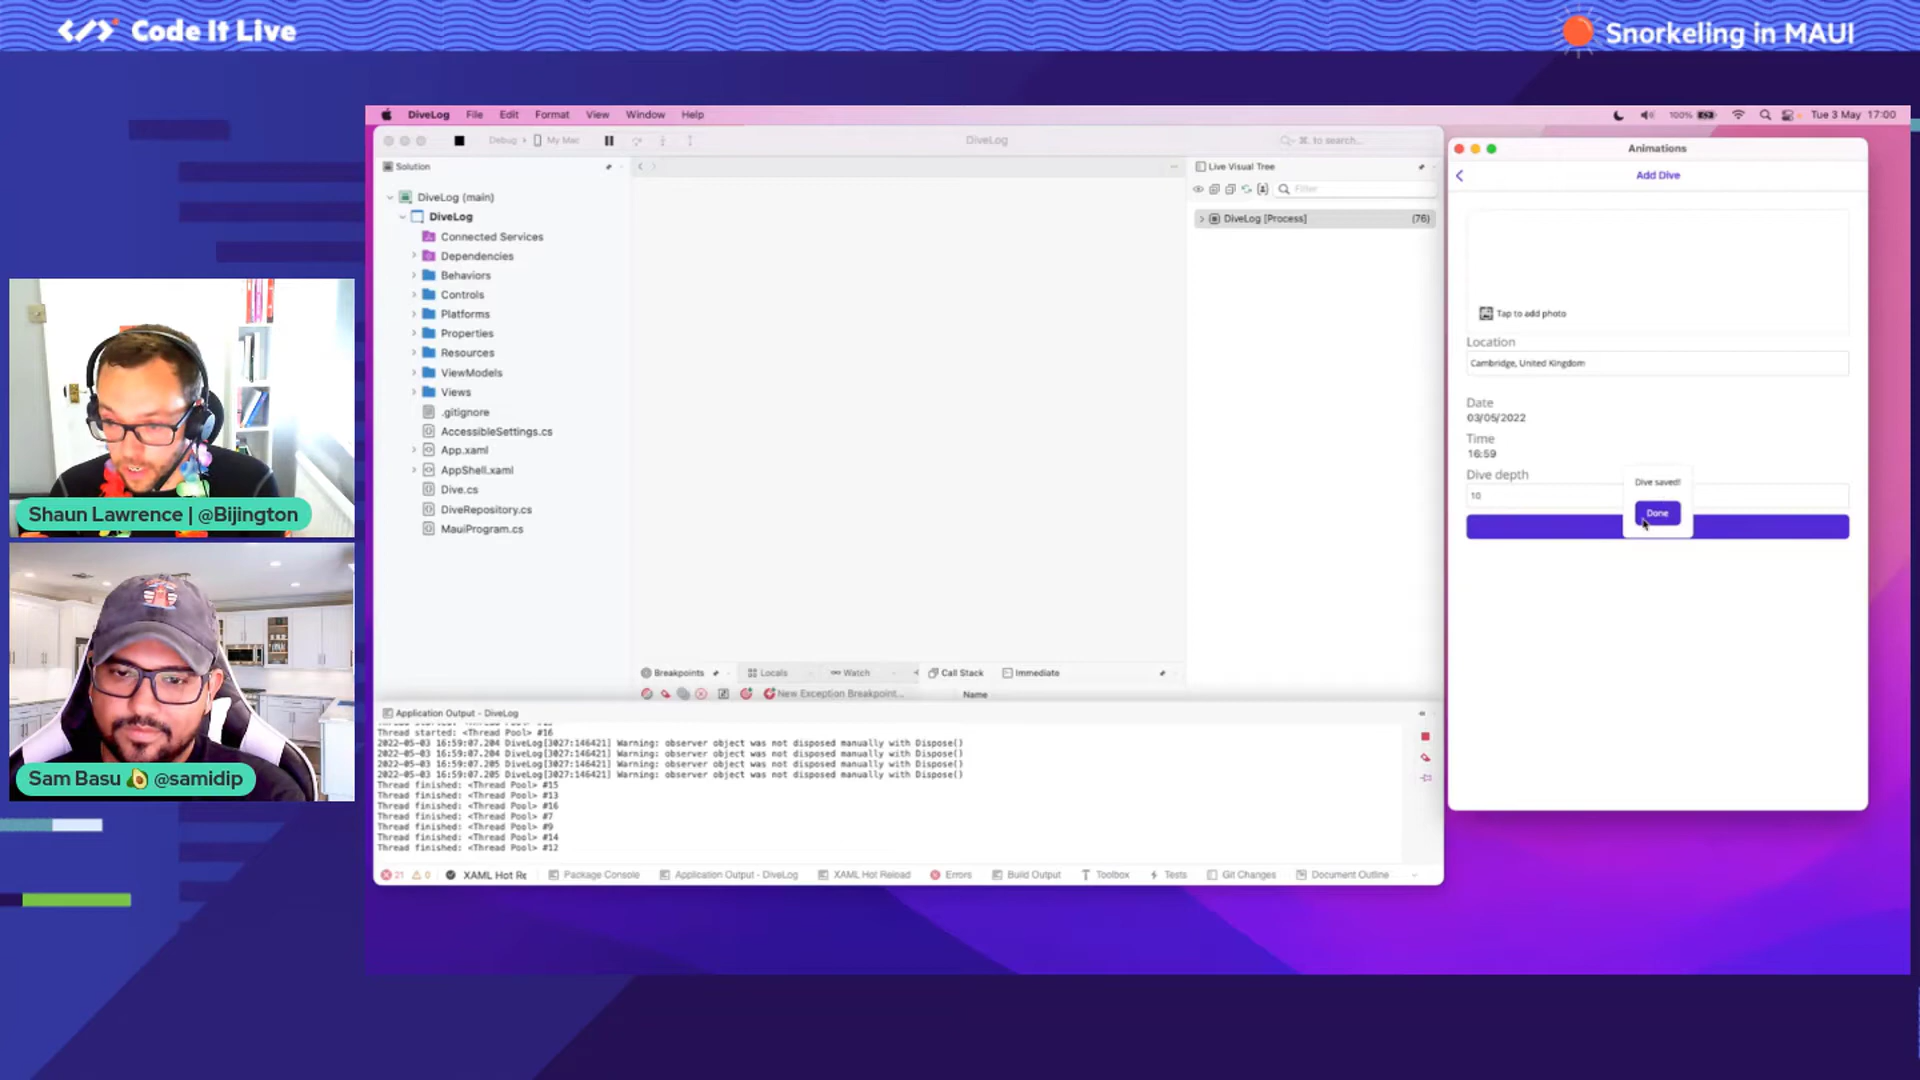 Code It Live
Snorkeling in MAUI
DiveLog File Edit Format View Window Help
100% Tue 3 May 17:00
Debug My Mac
DiveLog
⌘. to search...
Solution
DiveLog (main)
DiveLog
Connected Services
Dependencies
Behaviors
Controls
Platforms
Properties
Resources
ViewModels
Views
.gitignore
AccessibleSettings.cs
App.xaml
AppShell.xaml
Dive.cs
DiveRepository.cs
MauiProgram.cs
Live Visual Tree
Filter
DiveLog [Process] (76)
Breakpoints Locals Watch Call Stack Immediate
New Exception Breakpoint... Name
Application Output - DiveLog
Thread started: <Thread Pool> #16
2022-05-03 16:59:07.204 DiveLog[3027:146421] Warning: observer object was not disposed manually with Dispose()
2022-05-03 16:59:07.204 DiveLog[3027:146421] Warning: observer object was not disposed manually with Dispose()
2022-05-03 16:59:07.205 DiveLog[3027:146421] Warning: observer object was not disposed manually with Dispose()
2022-05-03 16:59:07.205 DiveLog[3027:146421] Warning: observer object was not disposed manually with Dispose()
Thread finished: <Thread Pool> #15
Thread finished: <Thread Pool> #13
Thread finished: <Thread Pool> #16
Thread finished: <Thread Pool> #7
Thread finished: <Thread Pool> #9
Thread finished: <Thread Pool> #14
Thread finished: <Thread Pool> #12
21 0 XAML Hot Re Package Console Application Output - DiveLog XAML Hot Reload Errors Build Output Toolbox Tests Git Changes Document Outline
Animations
Add Dive
Tap to add photo
Location
Cambridge, United Kingdom
Date
03/05/2022
Time
16:59
Dive depth
10
Dive saved!
Done
Shaun Lawrence | @Bijington
Sam Basu 🥑 @samidip